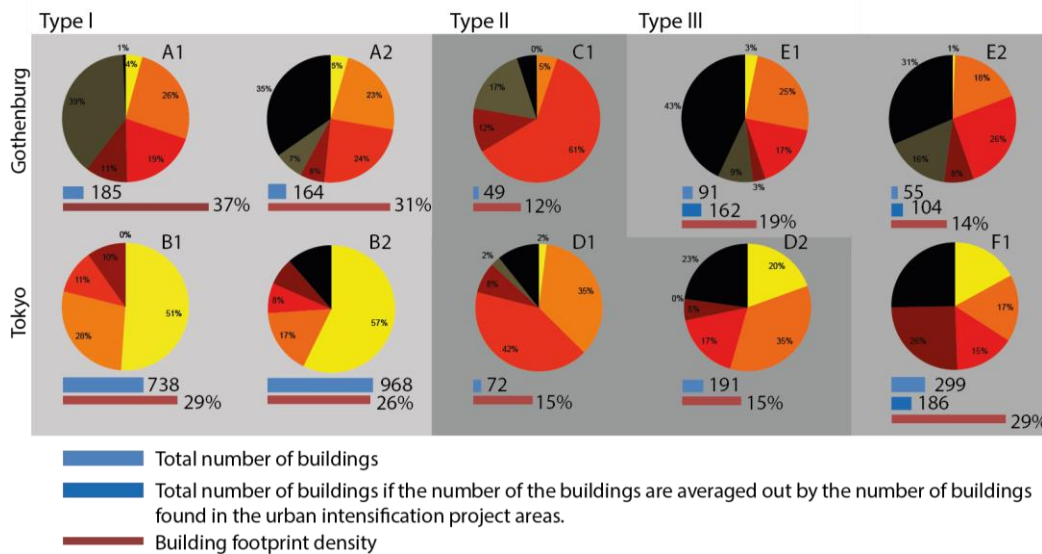 Type I Type II Type III
Gothenburg
A1 A2 C1 E1 E2
1% 4% 26% 19% 11% 39%
5% 23% 24% 8% 7% 35%
0% 5% 61% 12% 17%
3% 25% 17% 3% 9% 43%
1% 18% 26% 8% 16% 31%
185 164 49 91 55
162 104
37% 31% 12% 19% 14%
Tokyo
B1 B2 D1 D2 F1
0% 51% 28% 11% 10%
57% 17% 8%
2% 35% 42% 8% 2%
20% 35% 17% 0% 23%
17% 15% 26%
738 968 72 191 299
186
29% 26% 15% 15% 29%
Total number of buildings
Total number of buildings if the number of the buildings are averaged out by the number of buildings
found in the urban intensification project areas.
Building footprint density